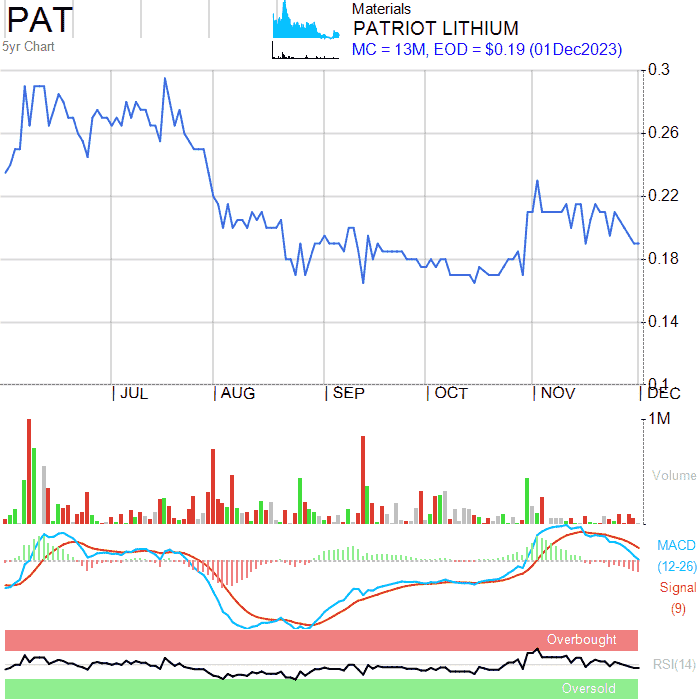 PAT
5yr Chart
Materials
PATRIOT LITHIUM
MC = 13M, EOD = $0.19 (01Dec2023)
0.3
0.26
0.22
0.18
0.14
0.1
JUL AUG SEP OCT NOV DEC
1M
Volume
MACD
(12-26)
Signal
(9)
Overbought
RSI(14)
Oversold